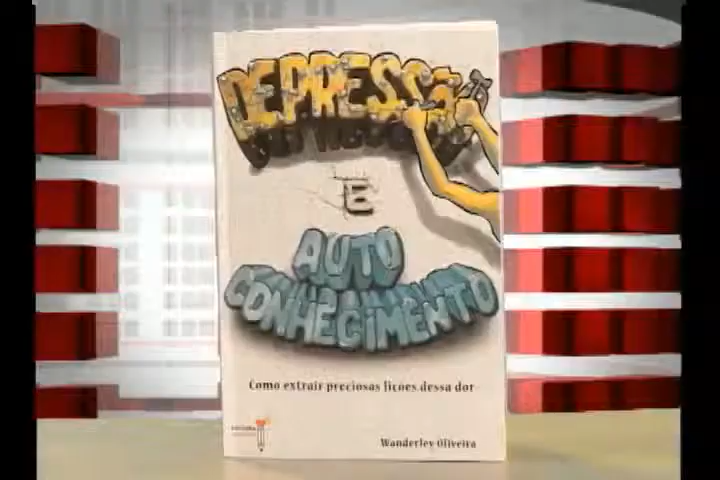 DEPRESSÃO
E
AUTO
CONHECIMENTO
Como extrair preciosas lições dessa dor
Wanderley Oliveira